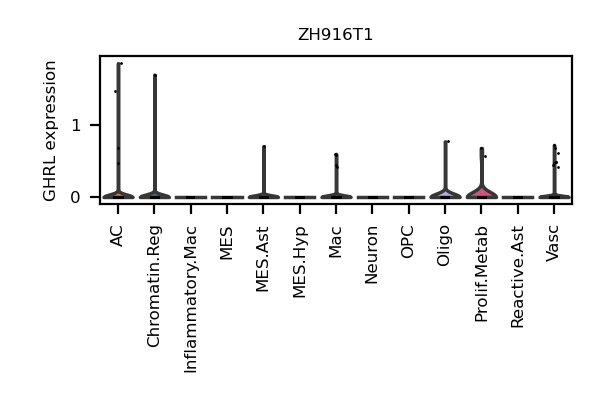 ZH916T1
GHRL expression
1
0
AC
Chromatin.Reg
Inflammatory.Mac
MES
MES.Ast
MES.Hyp
Mac
Neuron
OPC
Oligo
Prolif.Metab
Reactive.Ast
Vasc